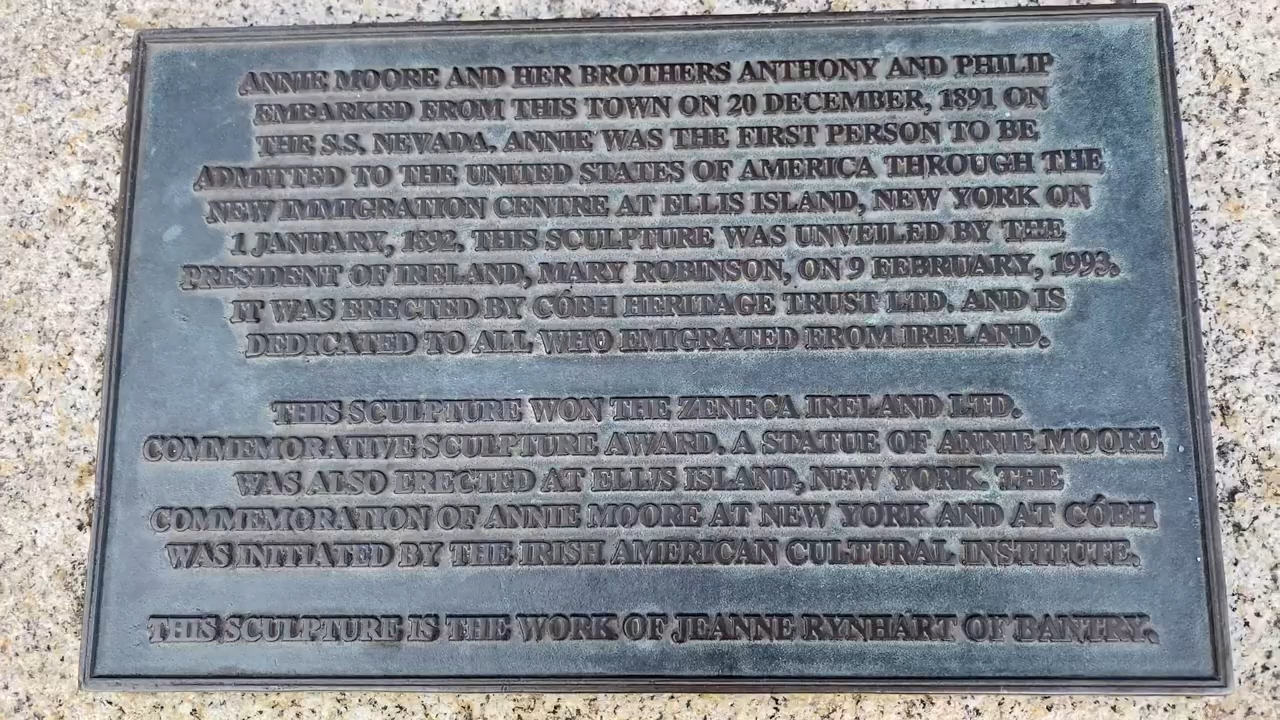 ANNIE MOORE AND HER BROTHERS ANTHONY AND PHILIP
EMBARKED FROM THIS TOWN ON 20 DECEMBER, 1891 ON
THE S.S. NEVADA. ANNIE WAS THE FIRST PERSON TO BE
ADMITTED TO THE UNITED STATES OF AMERICA THROUGH THE
NEW IMMIGRATION CENTRE AT ELLIS ISLAND, NEW YORK ON
1 JANUARY, 1892. THIS SCULPTURE WAS UNVEILED BY THE
PRESIDENT OF IRELAND, MARY ROBINSON, ON 9 FEBRUARY, 1993.
IT WAS ERECTED BY CÓBH HERITAGE TRUST LTD. AND IS
DEDICATED TO ALL WHO EMIGRATED FROM IRELAND.
THIS SCULPTURE WON THE ZENECA IRELAND LTD.
COMMEMORATIVE SCULPTURE AWARD. A STATUE OF ANNIE MOORE
WAS ALSO ERECTED AT ELLIS ISLAND, NEW YORK. THE
COMMEMORATION OF ANNIE MOORE AT NEW YORK AND AT CÓBH
WAS INITIATED BY THE IRISH AMERICAN CULTURAL INSTITUTE.
THIS SCULPTURE IS THE WORK OF JEANNE RYNHART OF BANTRY.